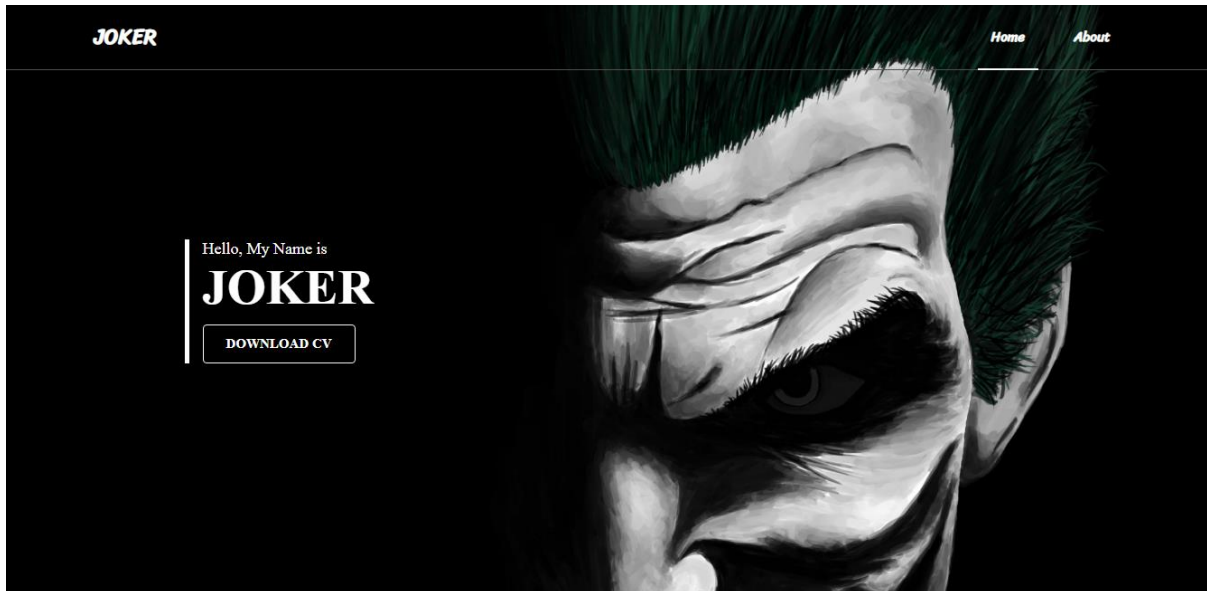 JOKER
Home About
Hello, My Name is
JOKER
DOWNLOAD CV